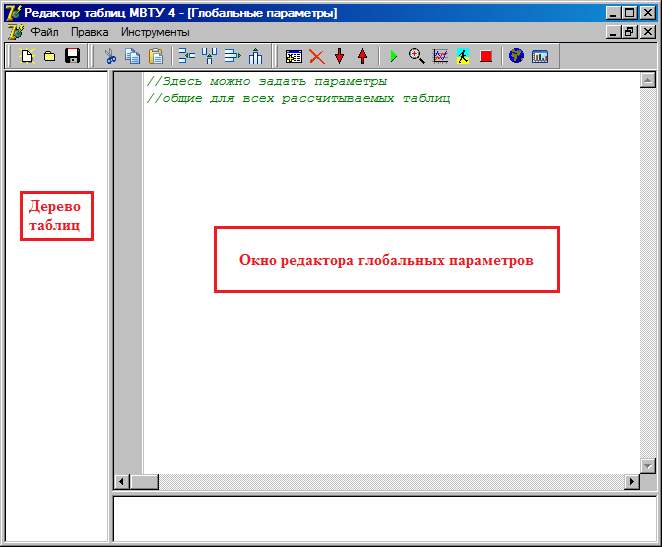 Редактор таблиц МВТУ 4 - [Глобальные параметры]
Файл Правка Инструменты
//Здесь можно задать параметры
//общие для всех рассчитываемых таблиц
Дерево
таблиц
Окно редактора глобальных параметров